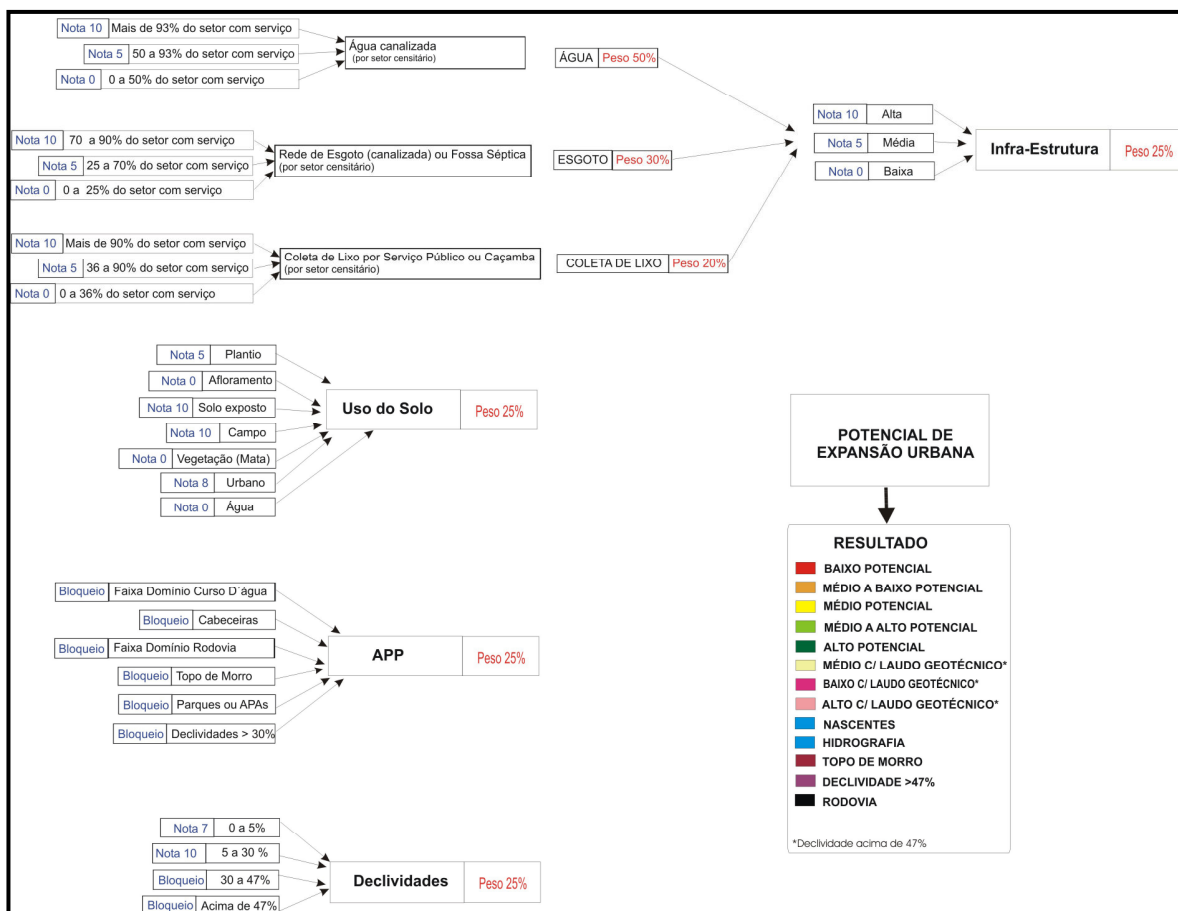 Nota 10 Mais de 93% do setor com serviço
Nota 5 50 a 93% do setor com serviço
Nota 0 0 a 50% do setor com serviço
Água canalizada
(por setor censitário)
ÁGUA Peso 50%
Nota 10 70 a 90% do setor com serviço
Nota 5 25 a 70% do setor com serviço
Nota 0 0 a 25% do setor com serviço
Rede de Esgoto (canalizada) ou Fossa Séptica
(por setor censitário)
ESGOTO Peso 30%
Nota 10 Mais de 90% do setor com serviço
Nota 5 36 a 90% do setor com serviço
Nota 0 0 a 36% do setor com serviço
Coleta de Lixo por Serviço Público ou Caçamba
(por setor censitário)
COLETA DE LIXO Peso 20%
Nota 10 Alta
Nota 5 Média
Nota 0 Baixa
Infra-Estrutura Peso 25%
Nota 5 Plantio
Nota 0 Afloramento
Nota 10 Solo exposto
Nota 10 Campo
Nota 0 Vegetação (Mata)
Nota 8 Urbano
Nota 0 Água
Uso do Solo Peso 25%
Bloqueio Faixa Domínio Curso D`água
Bloqueio Cabeceiras
Bloqueio Faixa Domínio Rodovia
Bloqueio Topo de Morro
Bloqueio Parques ou APAs
Bloqueio Declividades > 30%
APP Peso 25%
Nota 7 0 a 5%
Nota 10 5 a 30 %
Bloqueio 30 a 47%
Bloqueio Acima de 47%
Declividades Peso 25%
POTENCIAL DE
EXPANSÃO URBANA
RESULTADO
BAIXO POTENCIAL
MÉDIO A BAIXO POTENCIAL
MÉDIO POTENCIAL
MÉDIO A ALTO POTENCIAL
ALTO POTENCIAL
MÉDIO C/ LAUDO GEOTÉCNICO*
BAIXO C/ LAUDO GEOTÉCNICO*
ALTO C/ LAUDO GEOTÉCNICO*
NASCENTES
HIDROGRAFIA
TOPO DE MORRO
DECLIVIDADE >47%
RODOVIA
*Declividade acima de 47%